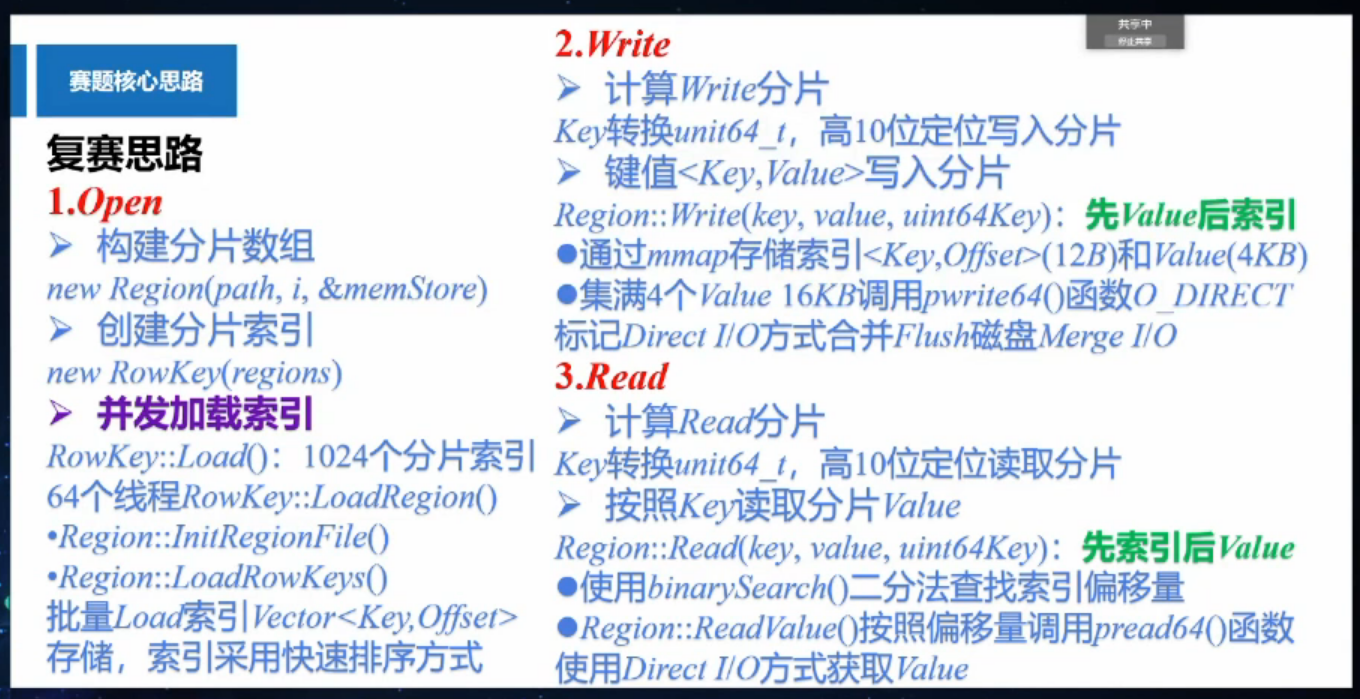 共享中
停止共享
赛题核心思路
复赛思路
1.Open
➢ 构建分片数组
new Region(path, i, &memStore)
➢ 创建分片索引
new RowKey(regions)
➢ 并发加载索引
RowKey::Load()：1024个分片索引
64个线程RowKey::LoadRegion()
•Region::InitRegionFile()
•Region::LoadRowKeys()
批量Load索引Vector<Key,Offset>
存储，索引采用快速排序方式
2.Write
➢ 计算Write分片
Key转换unit64_t，高10位定位写入分片
➢ 键值<Key,Value>写入分片
Region::Write(key, value, uint64Key)：先Value后索引
●通过mmap存储索引<Key,Offset>(12B)和Value(4KB)
●集满4个Value 16KB调用pwrite64()函数O_DIRECT
标记Direct I/O方式合并Flush磁盘Merge I/O
3.Read
➢ 计算Read分片
Key转换unit64_t，高10位定位读取分片
➢ 按照Key读取分片Value
Region::Read(key, value, uint64Key)：先索引后Value
●使用binarySearch()二分法查找索引偏移量
●Region::ReadValue()按照偏移量调用pread64()函数
使用Direct I/O方式获取Value